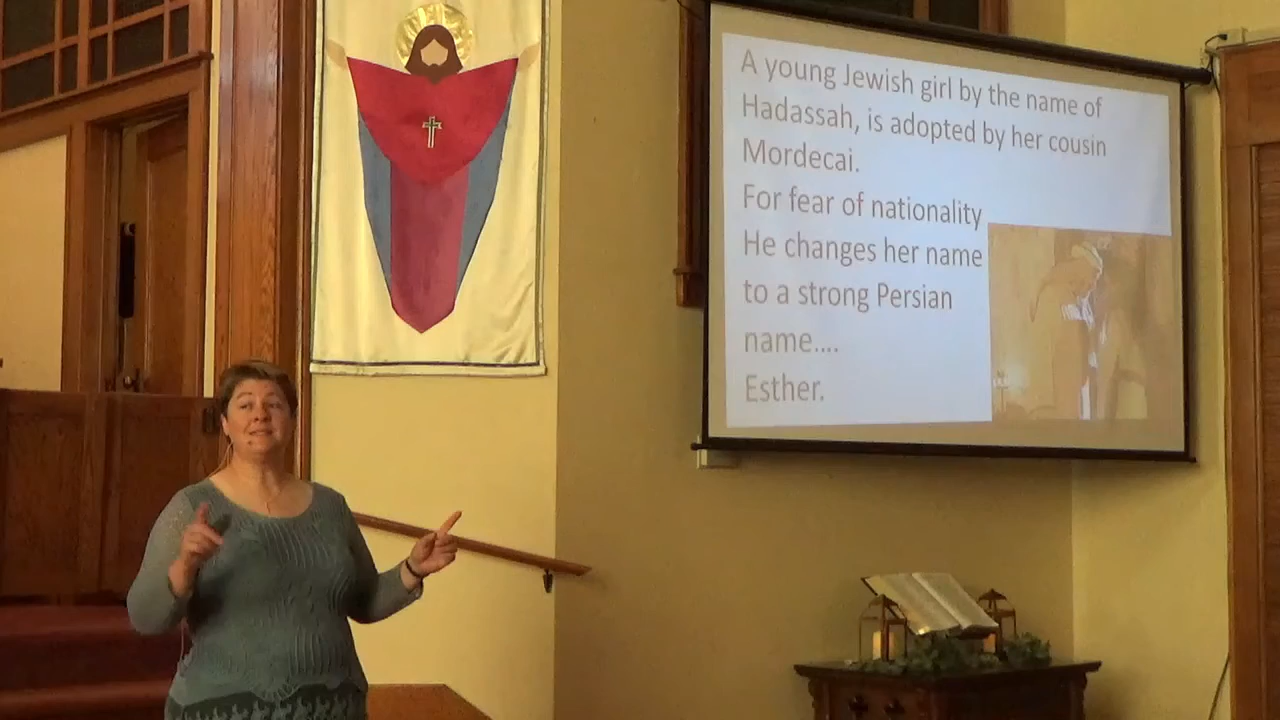 A young Jewish girl by the name of
Hadassah, is adopted by her cousin
Mordecai.
For fear of nationality
He changes her name
to a strong Persian
name....
Esther.